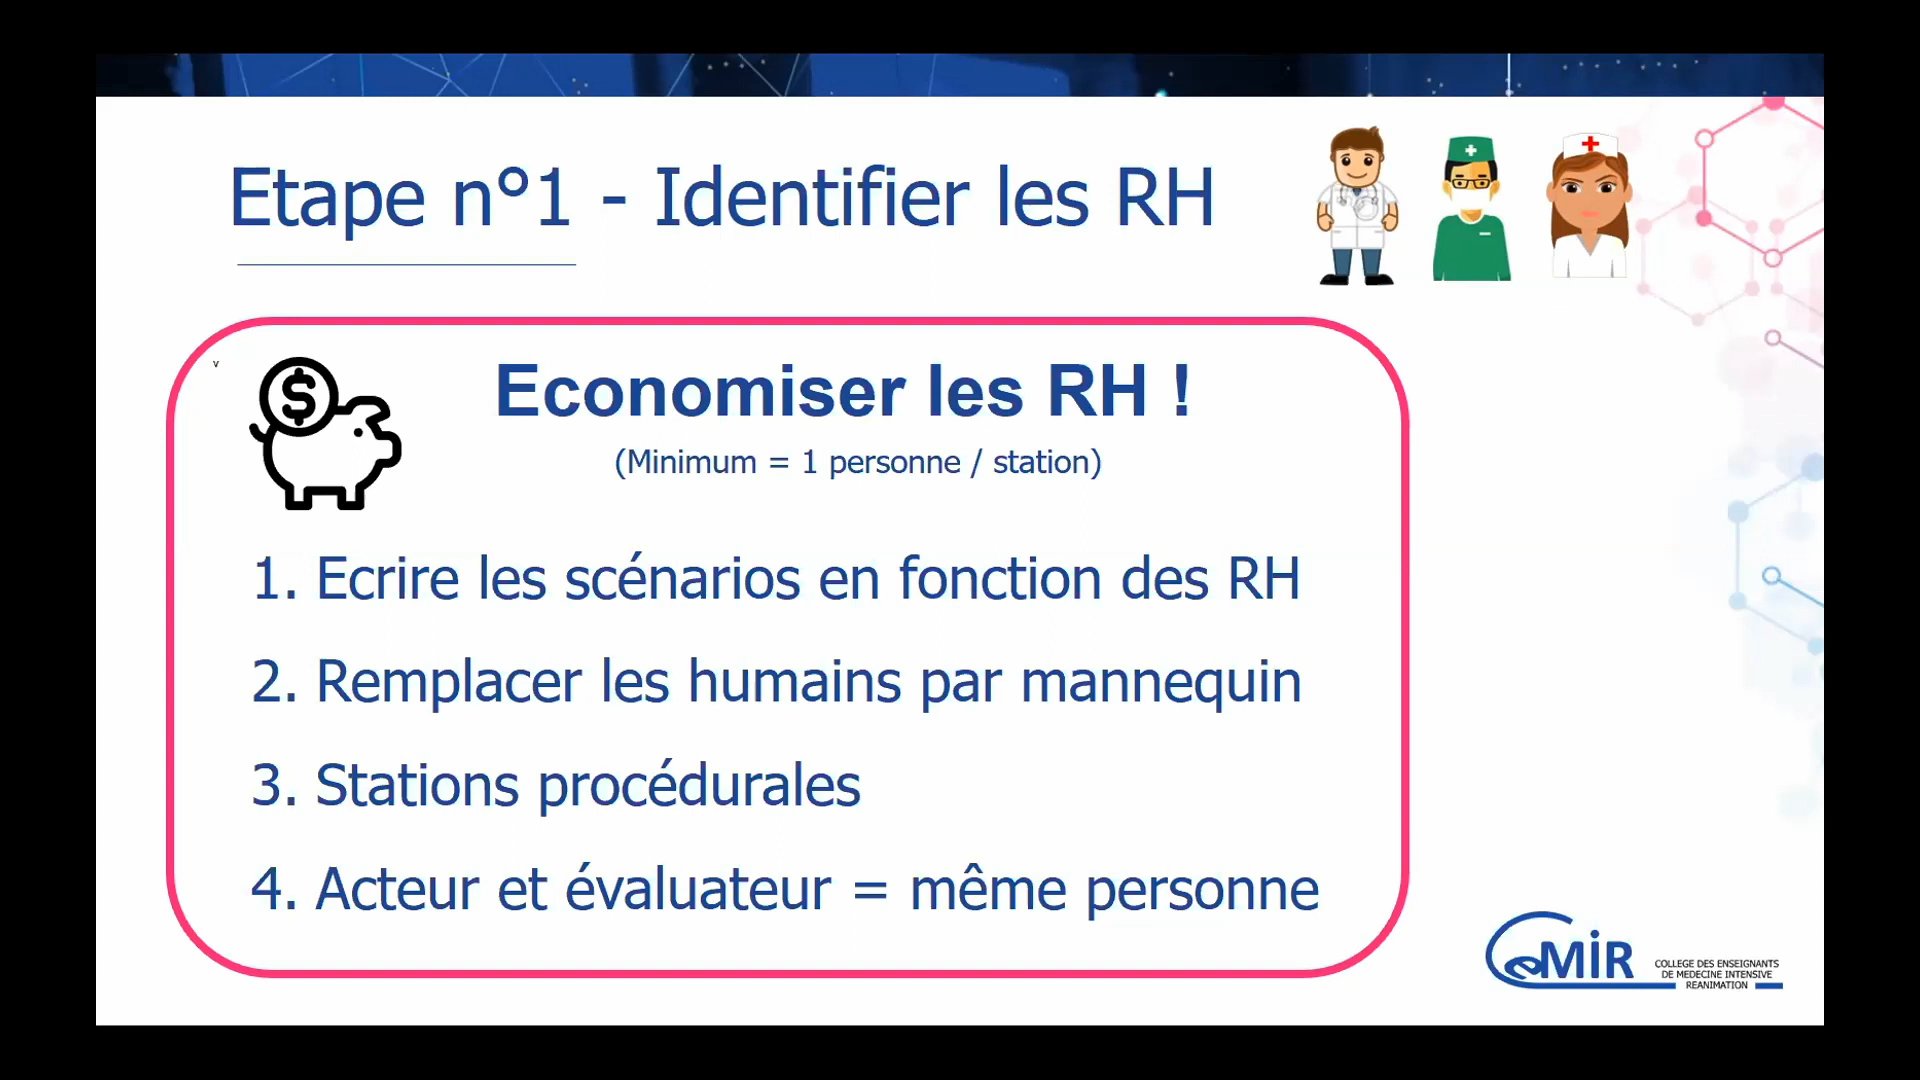 Etape n°1 - Identifier les RH
v
$
Economiser les RH !
(Minimum = 1 personne / station)
1. Ecrire les scénarios en fonction des RH
2. Remplacer les humains par mannequin
3. Stations procédurales
4. Acteur et évaluateur = même personne
CeMIR
COLLEGE DES ENSEIGNANTS
DE MEDECINE INTENSIVE
REANIMATION